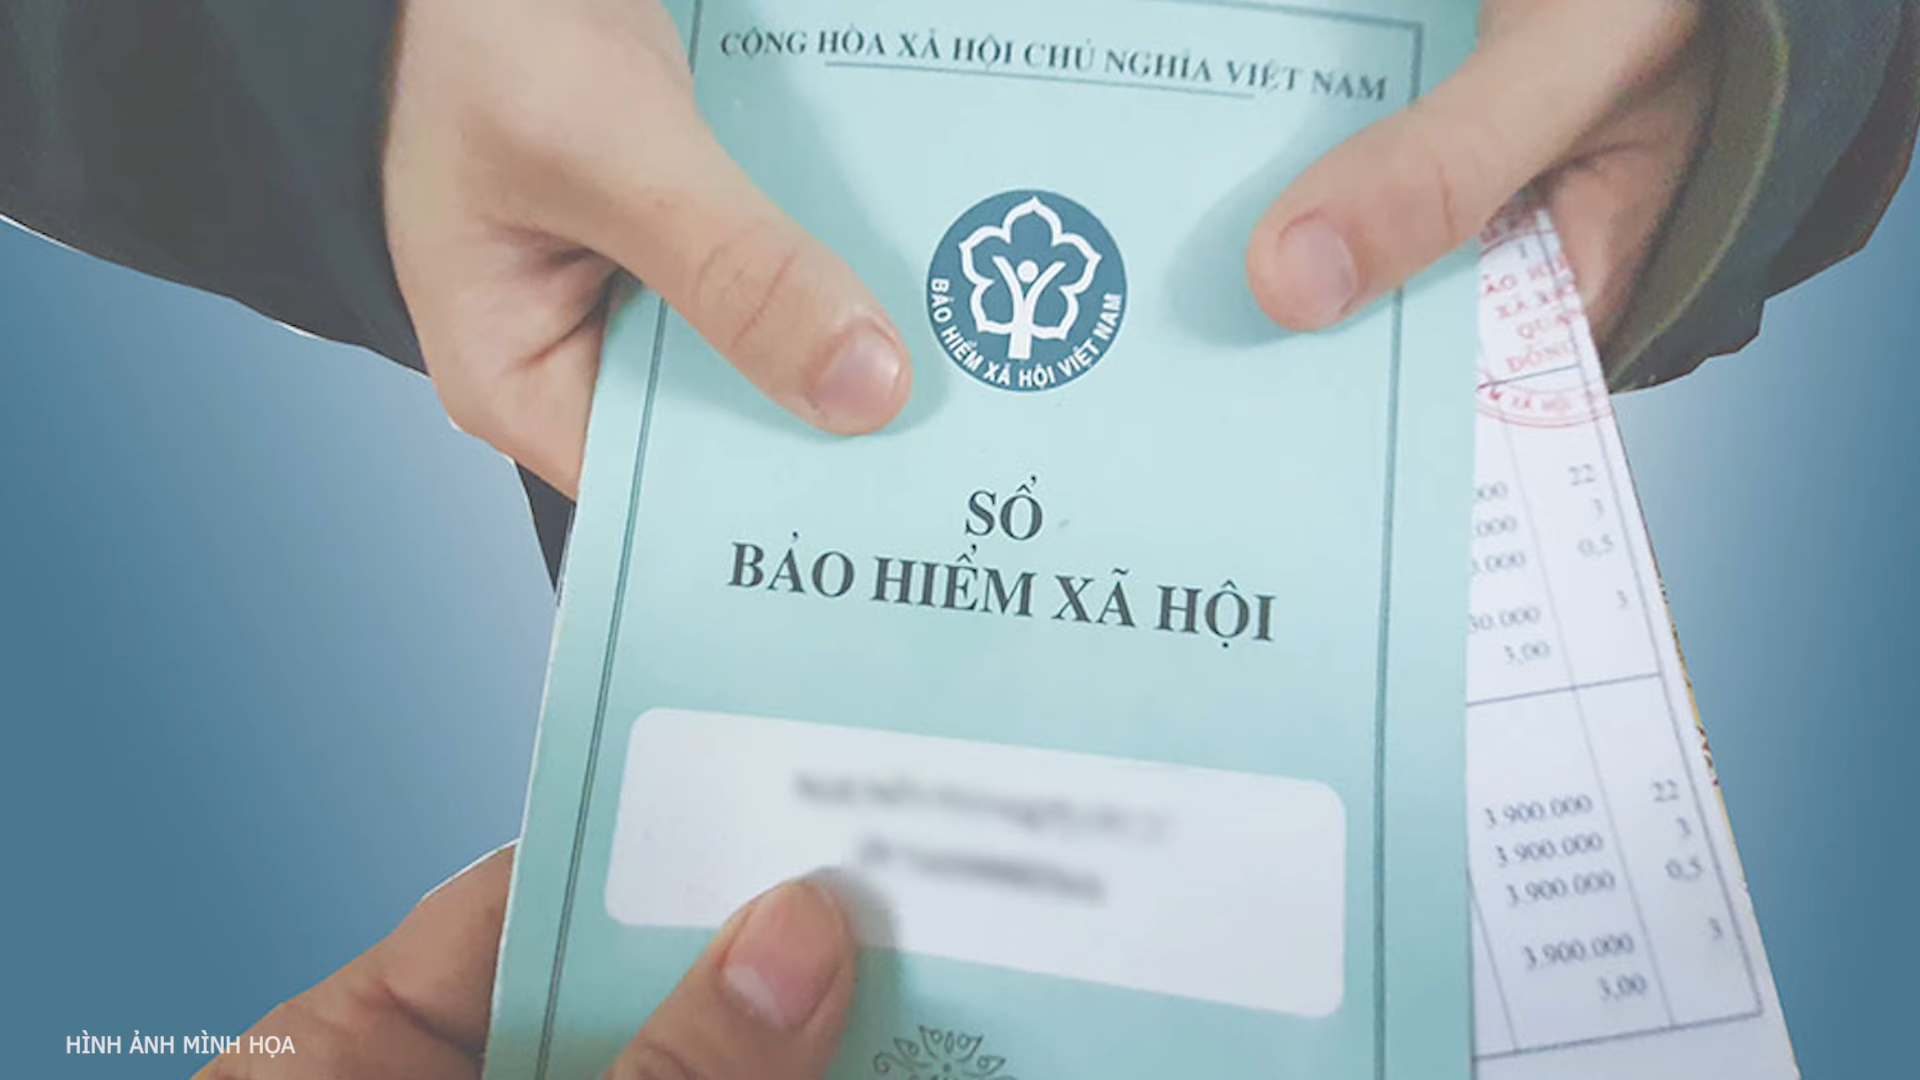 CỘNG HÒA XÃ HỘI CHỦ NGHĨA VIỆT NAM
BẢO HIỂM XÃ HỘI VIỆT NAM
SỔ
BẢO HIỂM XÃ HỘI
22
3
0,5
3
3,00
3.900.000 22
3.900.000 3
3.900.000 0,5
3.900.000 3
3,00
HÌNH ẢNH MÌNH HỌA